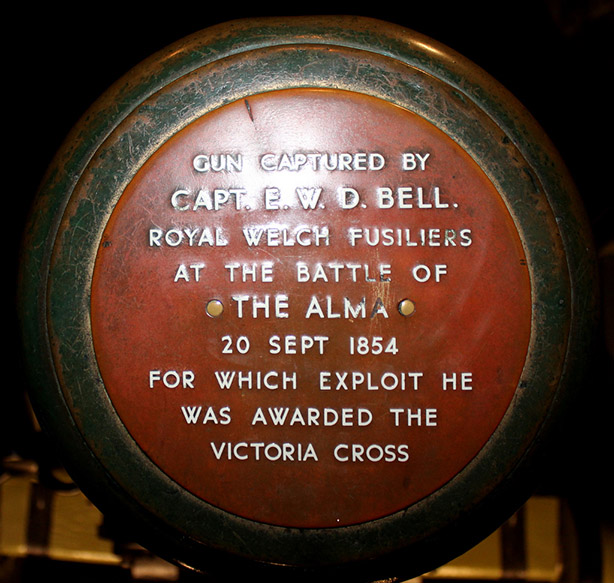 GUN CAPTURED BY
CAPT. E. W. D. BELL.
ROYAL WELCH FUSILIERS
AT THE BATTLE OF
THE ALMA
20 SEPT 1854
FOR WHICH EXPLOIT HE
WAS AWARDED THE
VICTORIA CROSS